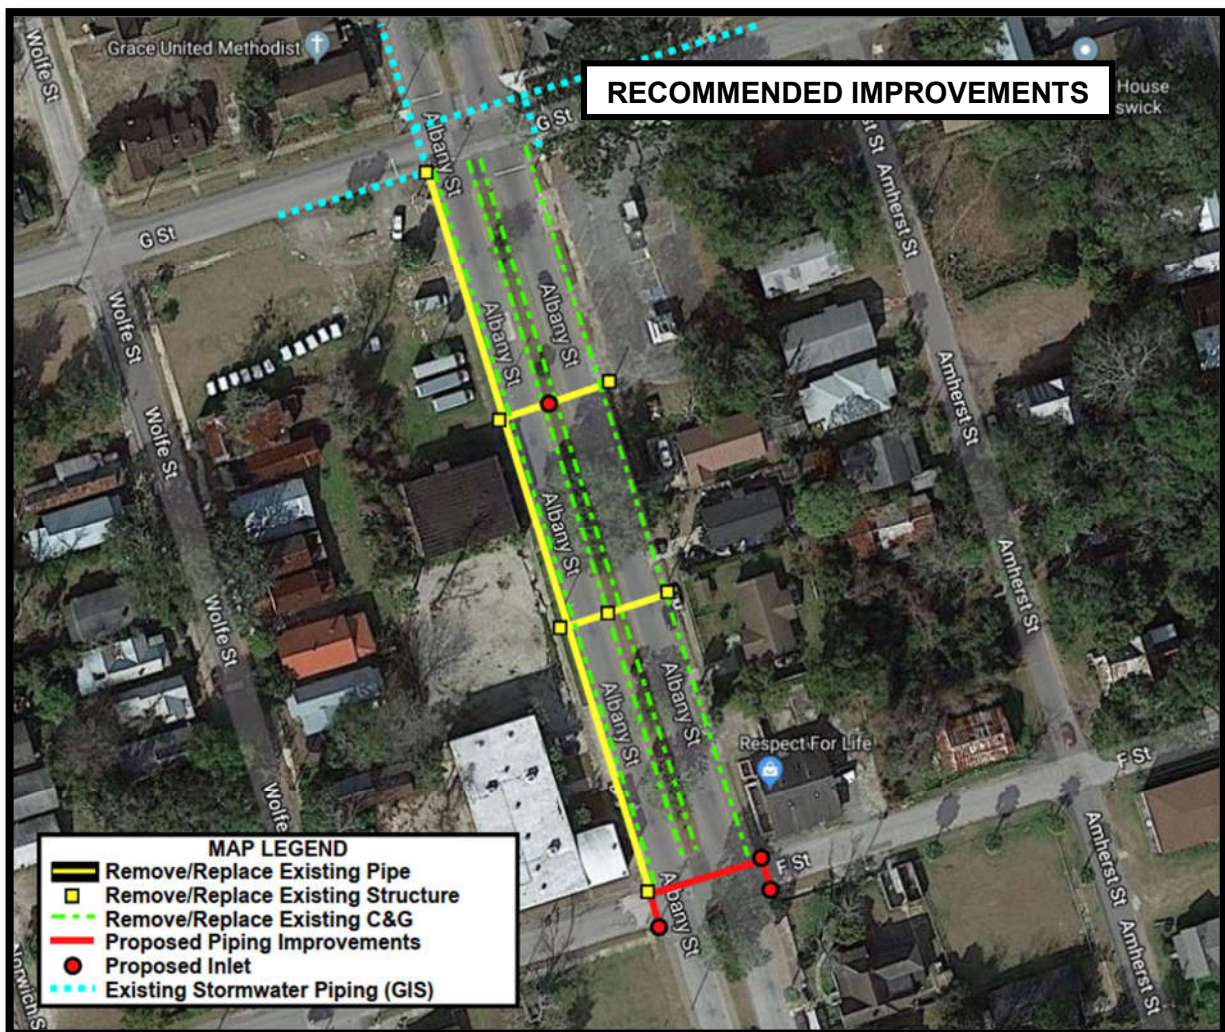 Wolfe St
Grace United Methodist
RECOMMENDED IMPROVEMENTS
House
swick
G St
Albany St
St
Amherst St
G St
Wolfe St
Albany St
Albany St
Amherst St
Wolfe St
Albany St
Amherst St
Wolfe St
Albany St
Albany St
Respect For Life
F St
Wolfe
MAP LEGEND
Remove/Replace Existing Pipe
Remove/Replace Existing Structure
Remove/Replace Existing C&G
Proposed Piping Improvements
Proposed Inlet
Existing Stormwater Piping (GIS)
F St
Albany St
Amherst St
Amherst St
Norwich S